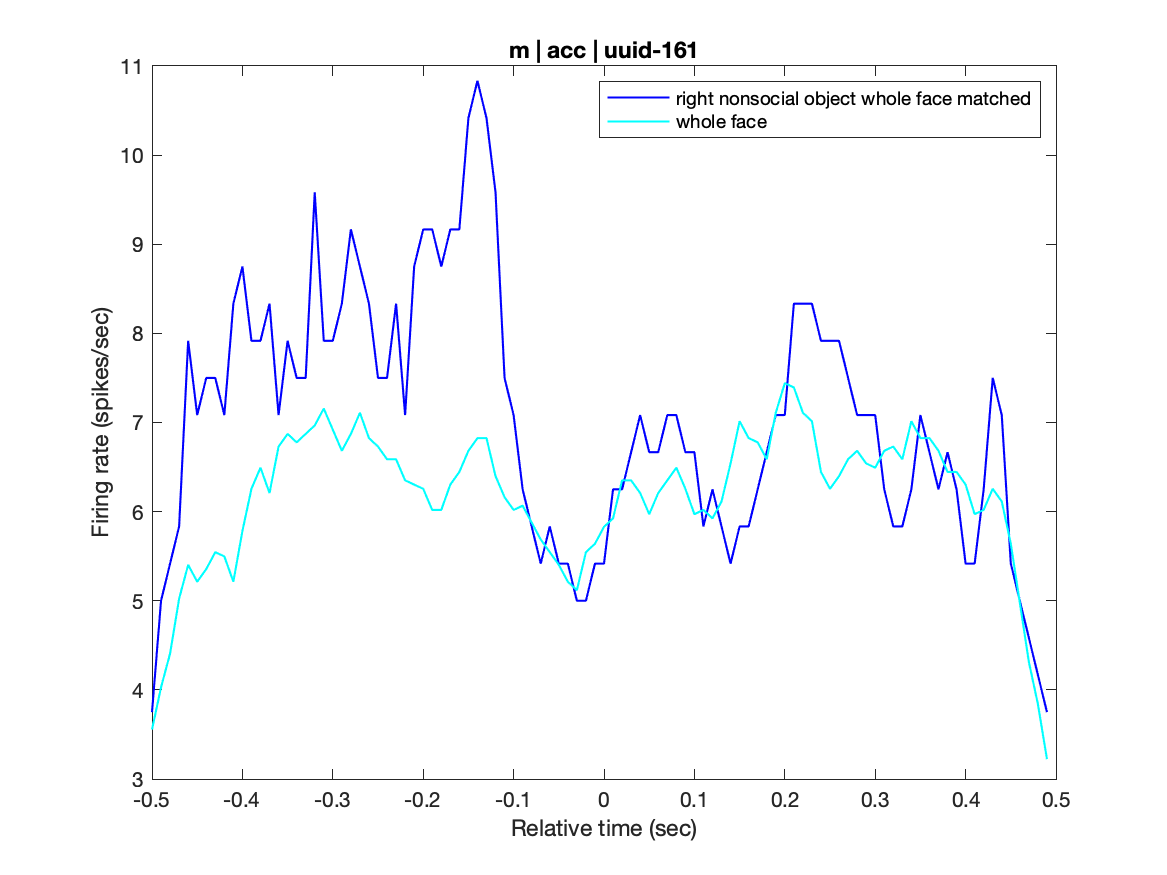 m | acc | uuid-161
right nonsocial object whole face matched
whole face
Firing rate (spikes/sec)
11
10
9
8
7
6
5
4
3
-0.5 -0.4 -0.3 -0.2 -0.1 0 0.1 0.2 0.3 0.4 0.5
Relative time (sec)